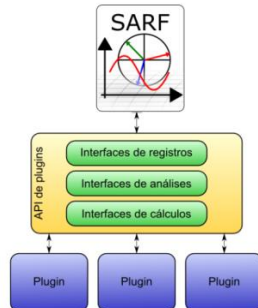 SARF
API de plugins
Interfaces de registros
Interfaces de análises
Interfaces de cálculos
Plugin
Plugin
Plugin